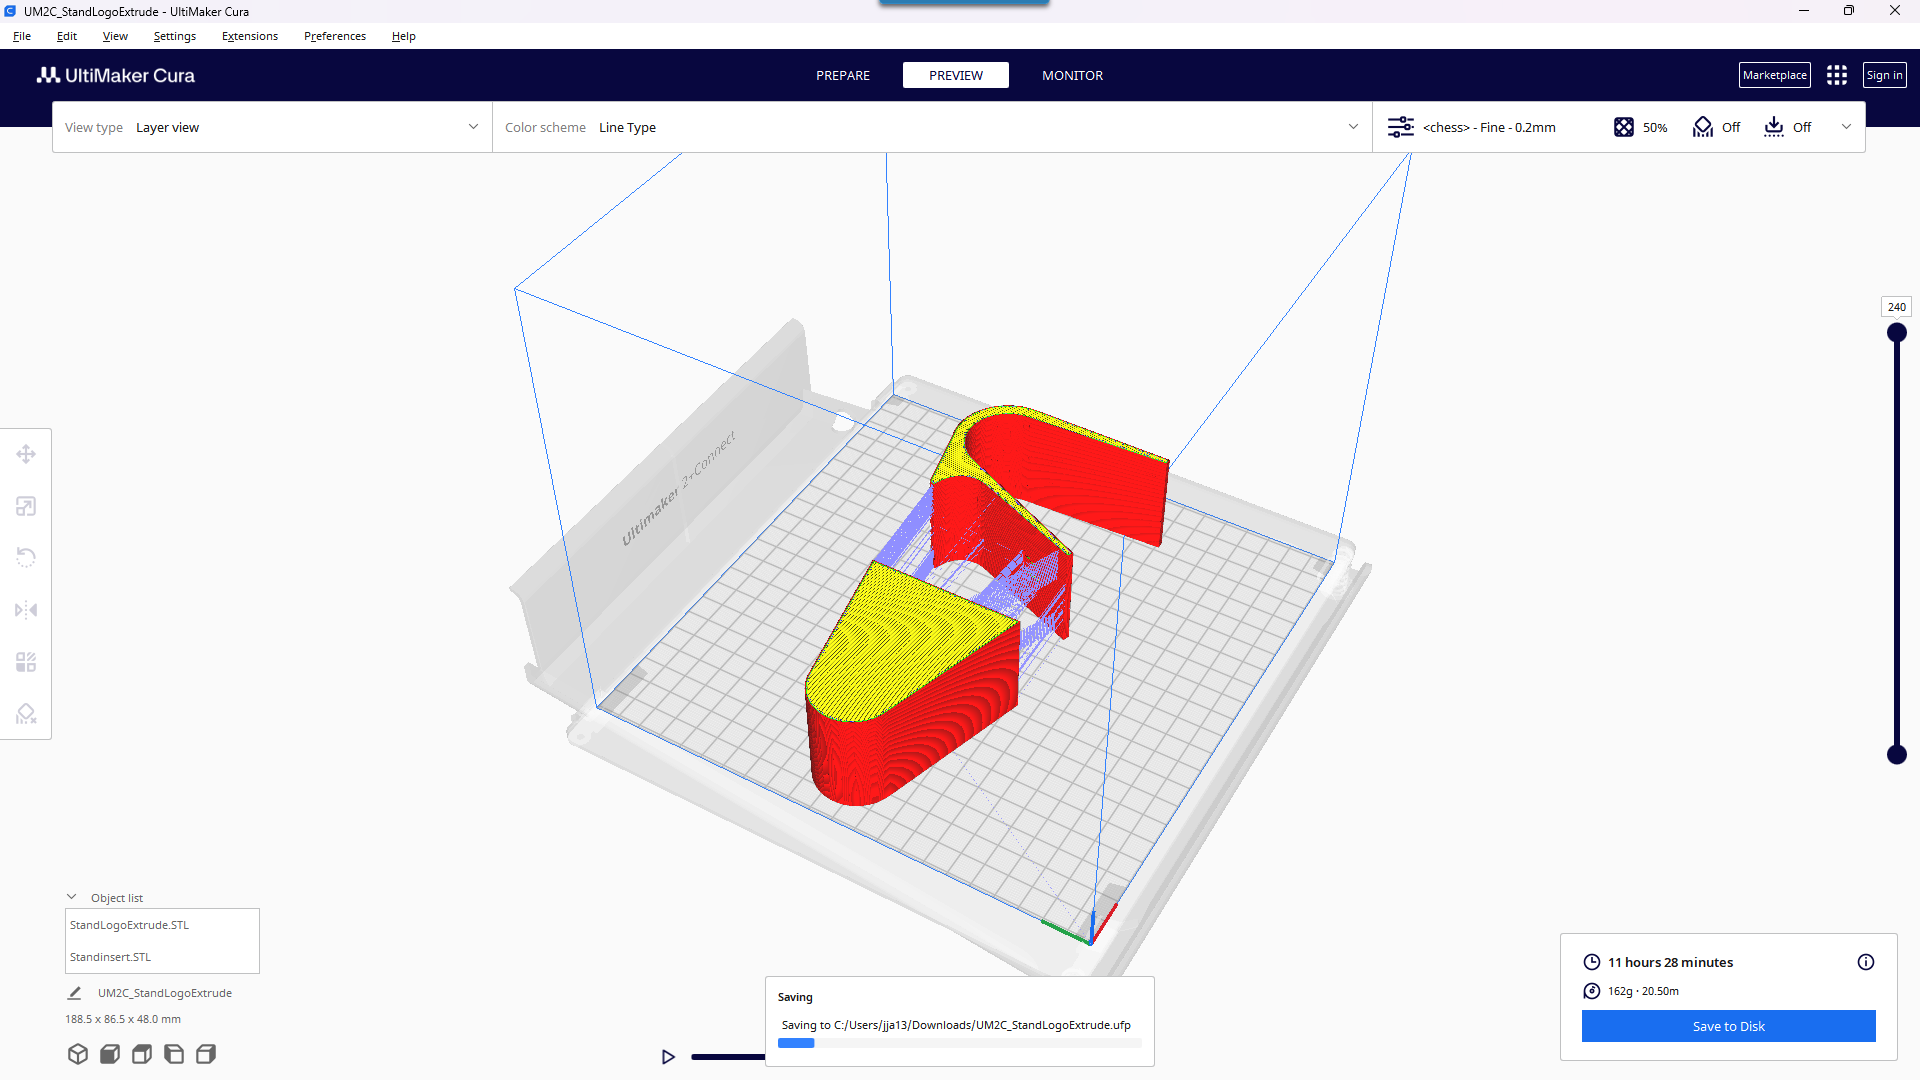 UM2C_StandLogoExtrude - UltiMaker Cura
File Edit View Settings Extensions Preferences Help
UltiMaker Cura
PREPARE PREVIEW MONITOR
Marketplace
Sign in
View type Layer view
Color scheme Line Type
<chess> - Fine - 0.2mm
50%
Off
Off
240
Ultimaker 2+Connect
Object list
StandLogoExtrude.STL
Standinsert.STL
UM2C_StandLogoExtrude
188.5 x 86.5 x 48.0 mm
Saving
Saving to C:/Users/jja13/Downloads/UM2C_StandLogoExtrude.ufp
11 hours 28 minutes
162g · 20.50m
Save to Disk